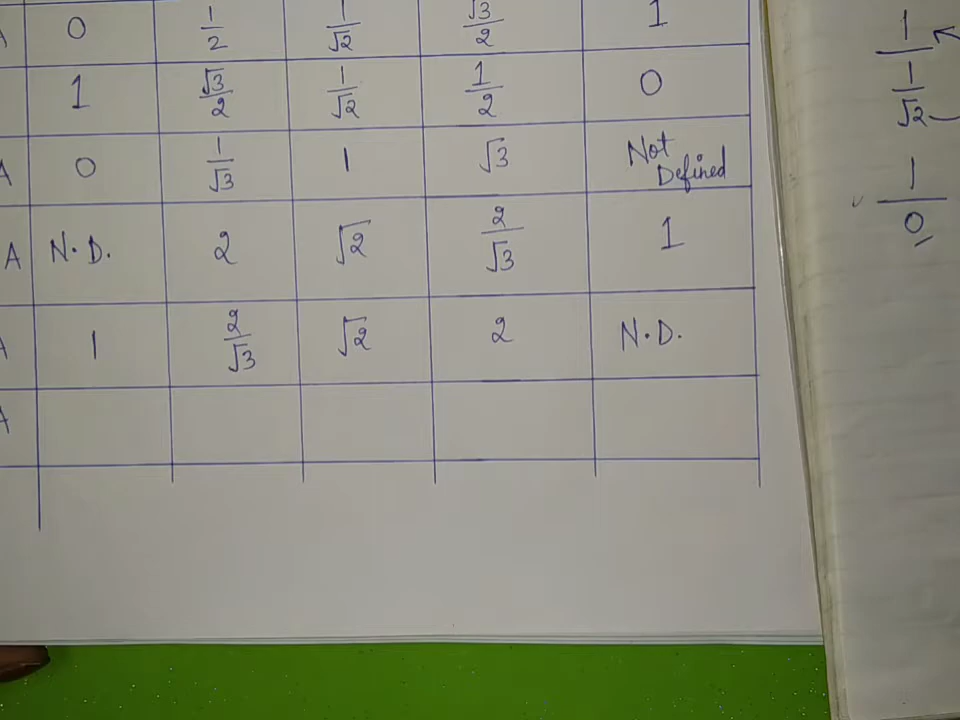 A 0 1/2 1/√2 √3/2 1
1 √3/2 1/√2 1/2 0
A 0 1/√3 1 √3 Not Defined
A N.D. 2 √2 2/√3 1
A 1 2/√3 √2 2 N.D.
A
1
1/√2
1/0